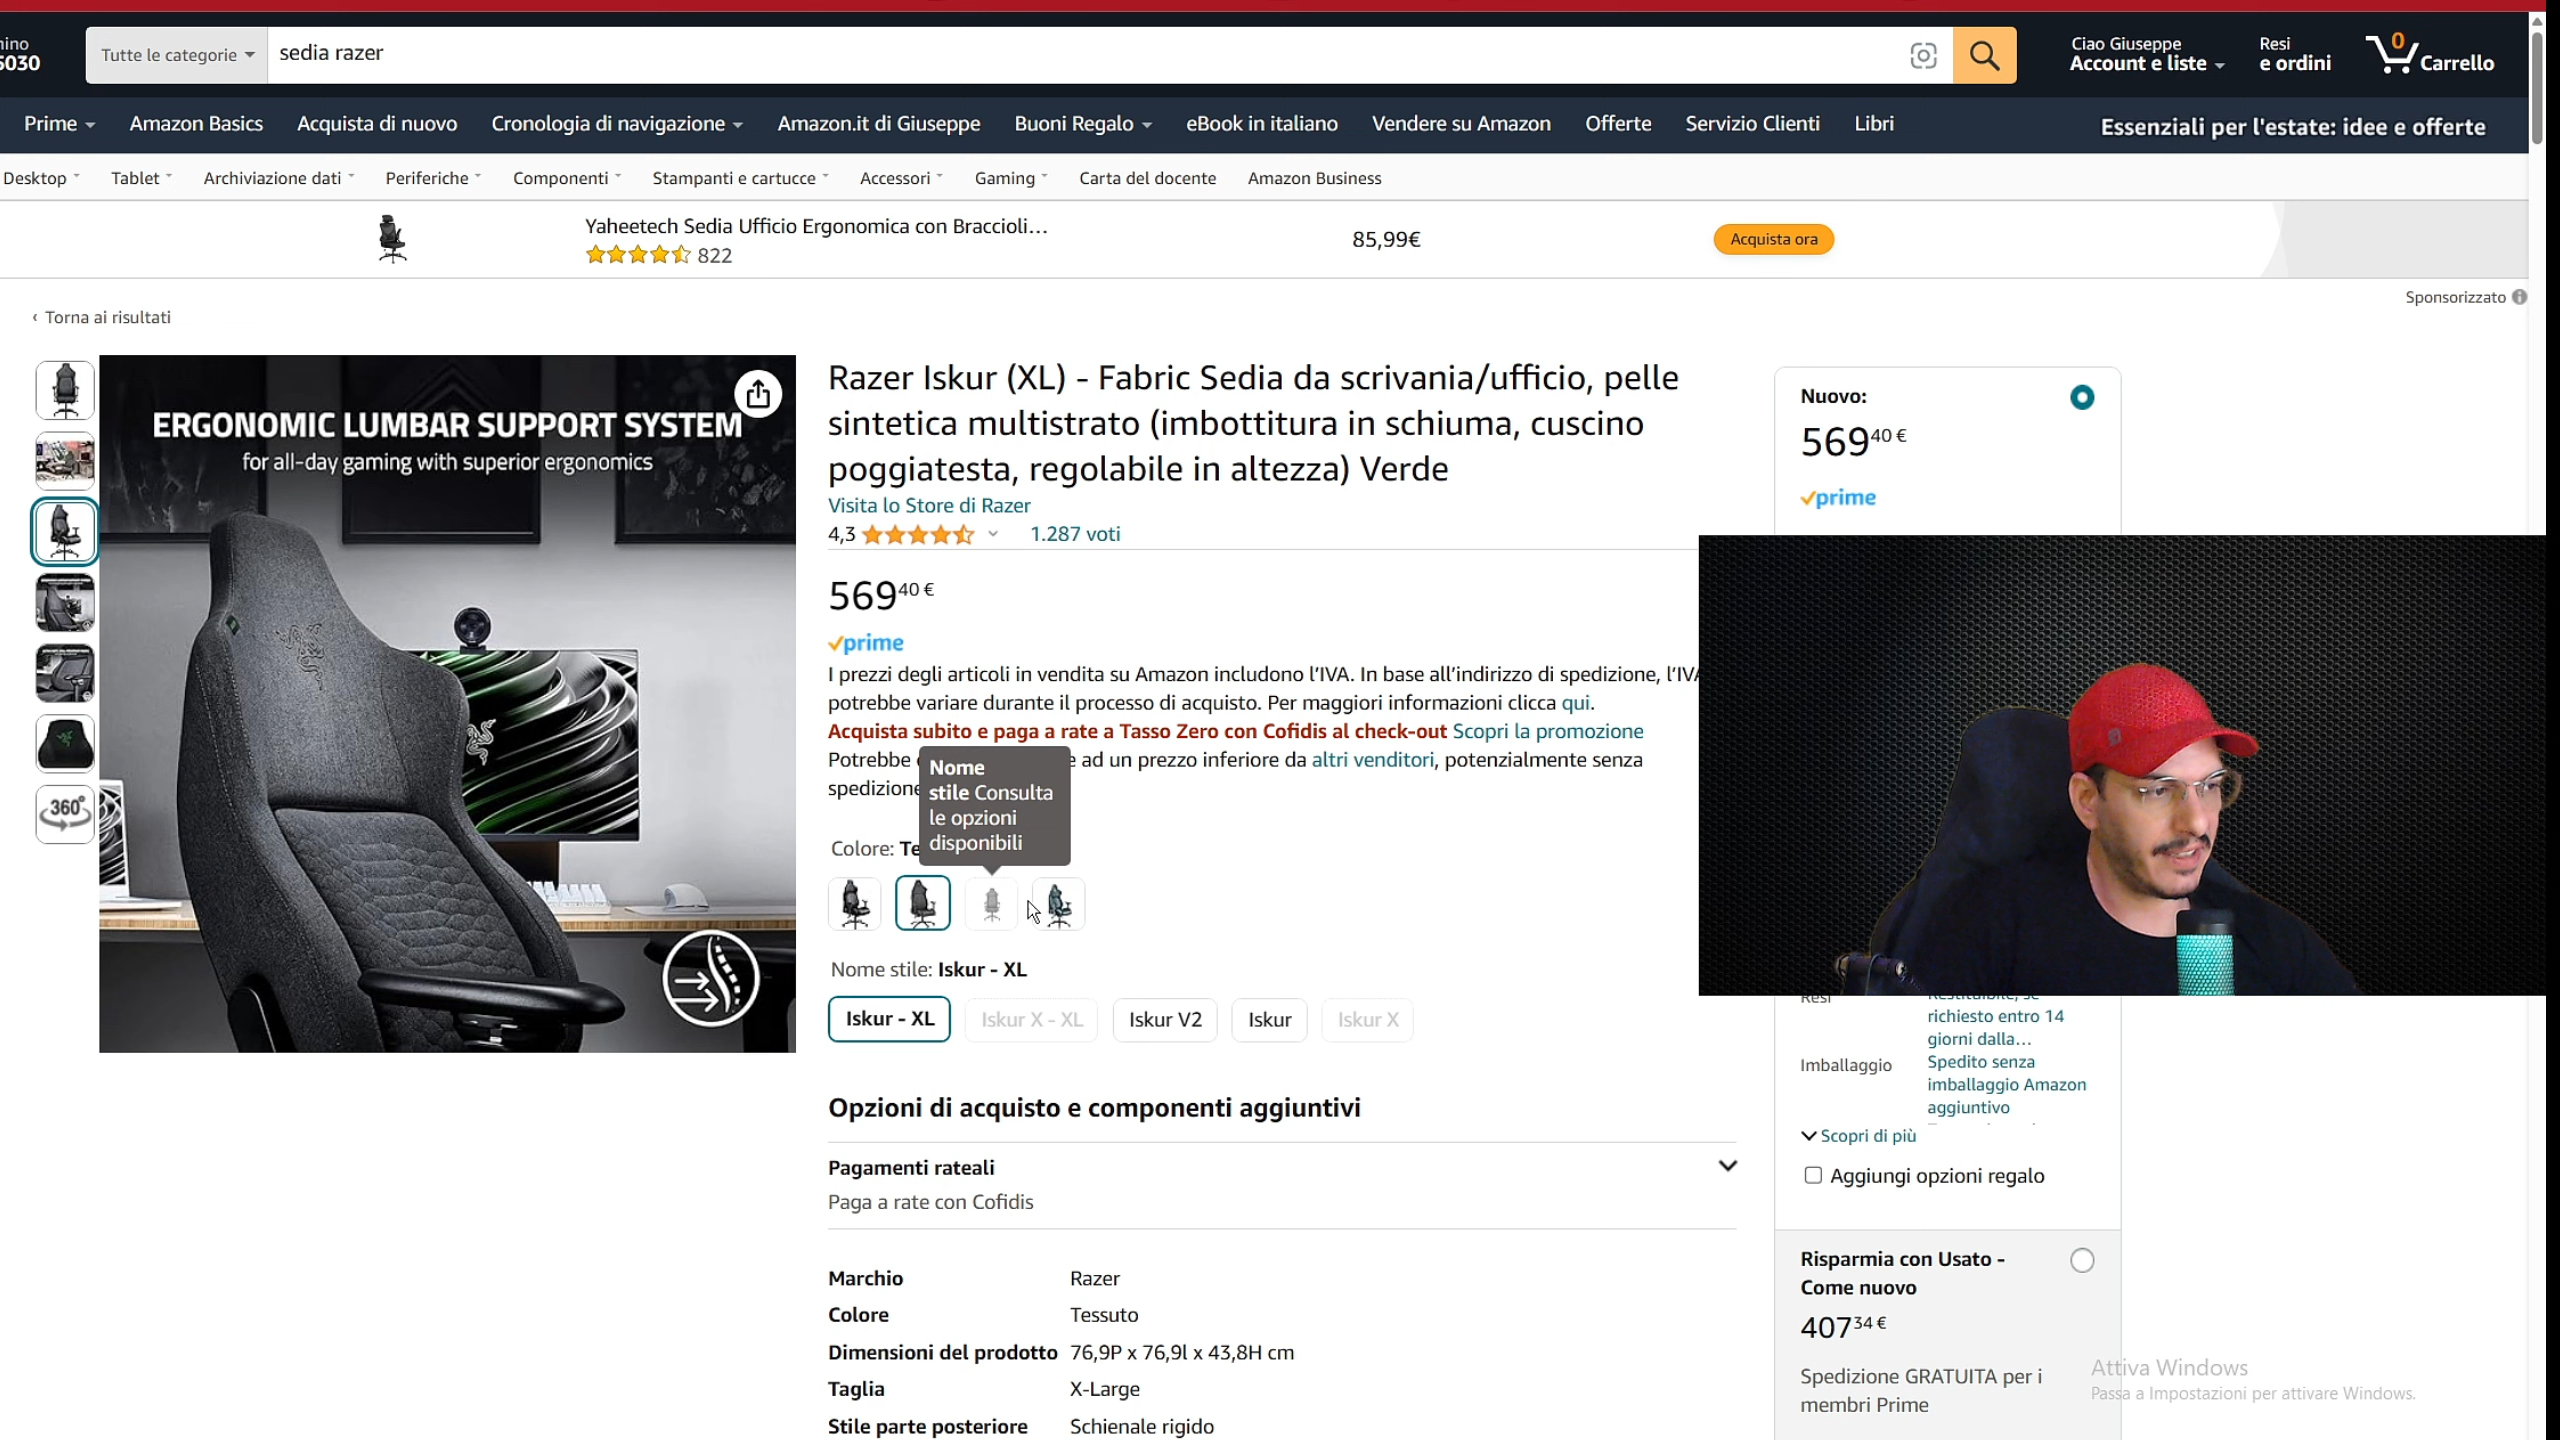 nino
5030
Tutte le categorie
sedia razer
Ciao Giuseppe
Account e liste
Resi
e ordini
0
Carrello
Prime
Amazon Basics
Acquista di nuovo
Cronologia di navigazione
Amazon.it di Giuseppe
Buoni Regalo
eBook in italiano
Vendere su Amazon
Offerte
Servizio Clienti
Libri
Essenziali per l'estate: idee e offerte
Desktop
Tablet
Archiviazione dati
Periferiche
Componenti
Stampanti e cartucce
Accessori
Gaming
Carta del docente
Amazon Business
Yaheetech Sedia Ufficio Ergonomica con Braccioli…
822
85,99€
Acquista ora
Sponsorizzato
‹ Torna ai risultati
360°
ERGONOMIC LUMBAR SUPPORT SYSTEM
for all-day gaming with superior ergonomics
Razer Iskur (XL) - Fabric Sedia da scrivania/ufficio, pelle
sintetica multistrato (imbottitura in schiuma, cuscino
poggiatesta, regolabile in altezza) Verde
Visita lo Store di Razer
4,3
1.287 voti
569⁴⁰ €
prime
I prezzi degli articoli in vendita su Amazon includono l'IVA. In base all'indirizzo di spedizione, l'IVA
potrebbe variare durante il processo di acquisto. Per maggiori informazioni clicca qui.
Acquista subito e paga a rate a Tasso Zero con Cofidis al check-out Scopri la promozione
Potrebbe
e ad un prezzo inferiore da altri venditori, potenzialmente senza
spedizione
Nome
stile Consulta
le opzioni
disponibili
Colore: Te
Nome stile: Iskur - XL
Iskur - XL
Iskur X - XL
Iskur V2
Iskur
Iskur X
Opzioni di acquisto e componenti aggiuntivi
Pagamenti rateali
Paga a rate con Cofidis
Marchio Razer
Colore Tessuto
Dimensioni del prodotto 76,9P x 76,9l x 43,8H cm
Taglia X-Large
Stile parte posteriore Schienale rigido
Nuovo:
569⁴⁰ €
prime
Resi
Restituibile, se
richiesto entro 14
giorni dalla…
Imballaggio
Spedito senza
imballaggio Amazon
aggiuntivo
Scopri di più
Aggiungi opzioni regalo
Risparmia con Usato -
Come nuovo
407³⁴ €
Spedizione GRATUITA per i
membri Prime
Attiva Windows
Passa a Impostazioni per attivare Windows.